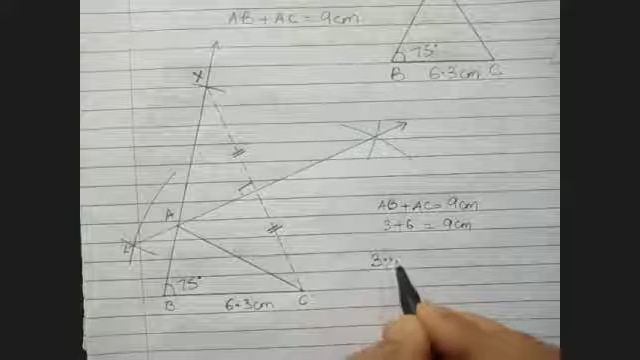 AB + AC = 9cm
75°
B 6.3cm C
X
A
AB + AC = 9cm
3 + 6 = 9cm
L
75°
B 6.3cm C